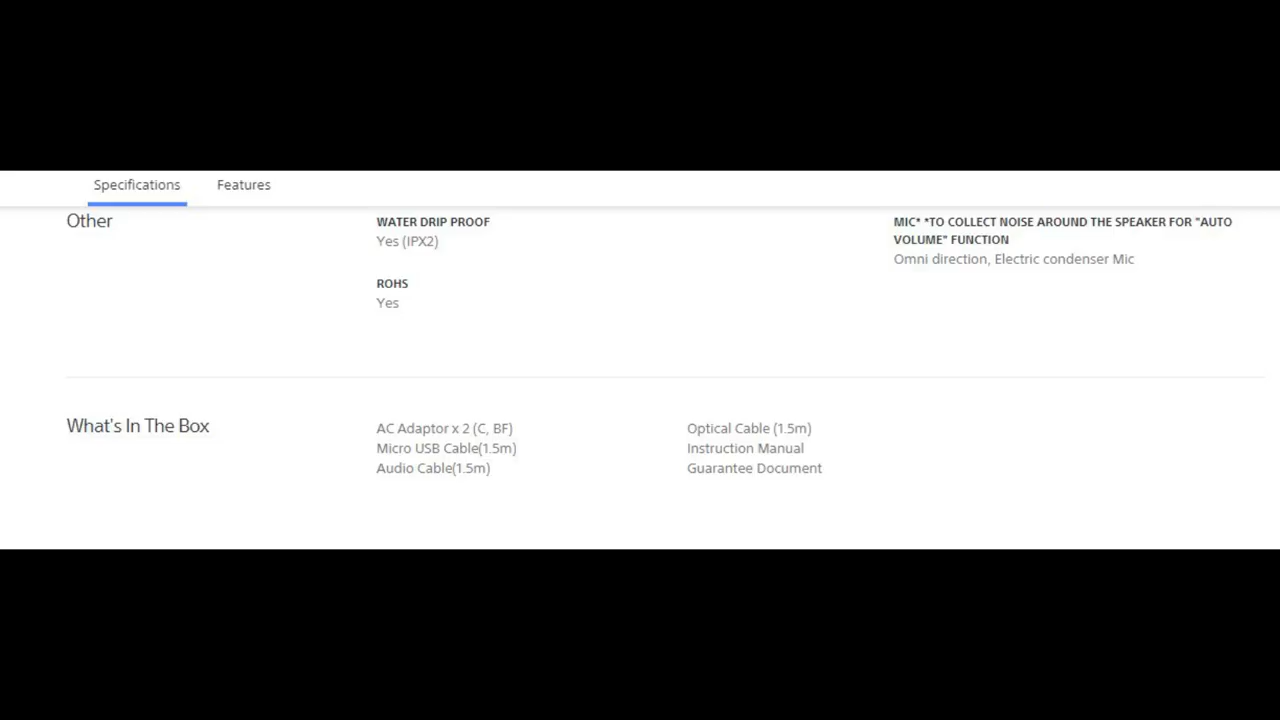 Specifications
Features
Other
WATER DRIP PROOF
Yes (IPX2)
ROHS
Yes
MIC* *TO COLLECT NOISE AROUND THE SPEAKER FOR "AUTO
VOLUME" FUNCTION
Omni direction, Electric condenser Mic
What's In The Box
AC Adaptor x 2 (C, BF)
Micro USB Cable(1.5m)
Audio Cable(1.5m)
Optical Cable (1.5m)
Instruction Manual
Guarantee Document